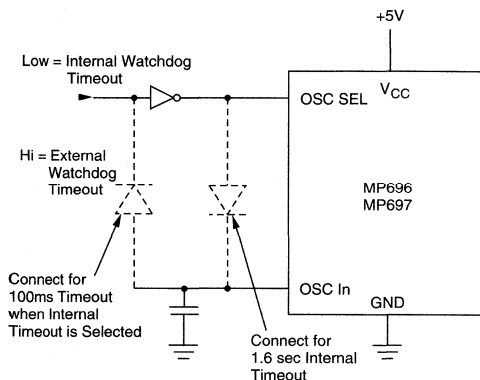 +5V
Low = Internal Watchdog
Timeout
OSC SEL
VCC
Hi = External
Watchdog
Timeout
MP696
MP697
Connect for
100ms Timeout
when Internal
Timeout is Selected
OSC In
GND
Connect for
1.6 sec Internal
Timeout